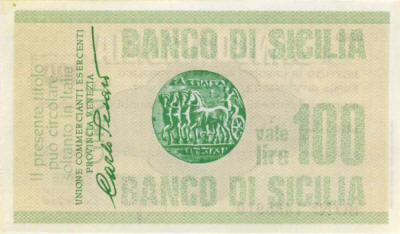 BANCO DI SICILIA
Il presente titolo
può circolare
soltanto in Italia
UNIONE COMMERCIANTI ESERCENTI
PROVINCIA VENEZIA
vale
lire 100
BANCO DI SICILIA